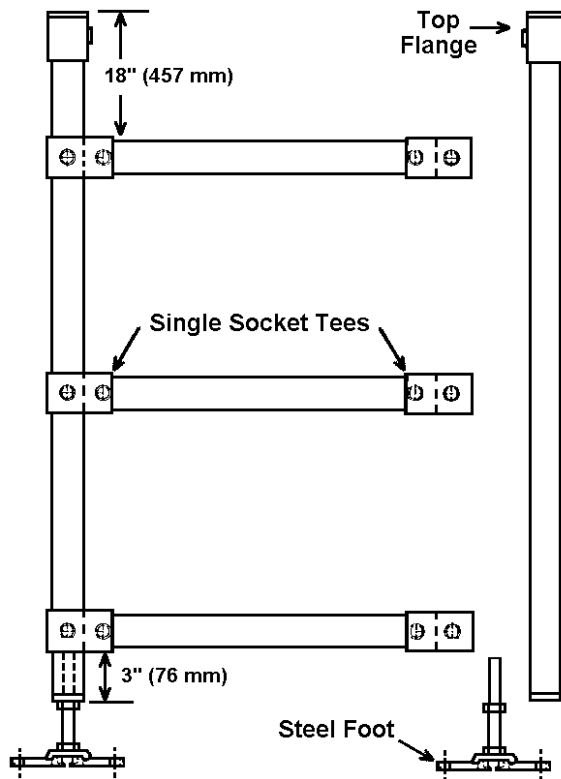 Top
Flange
18" (457 mm)
Single Socket Tees
3" (76 mm)
Steel Foot